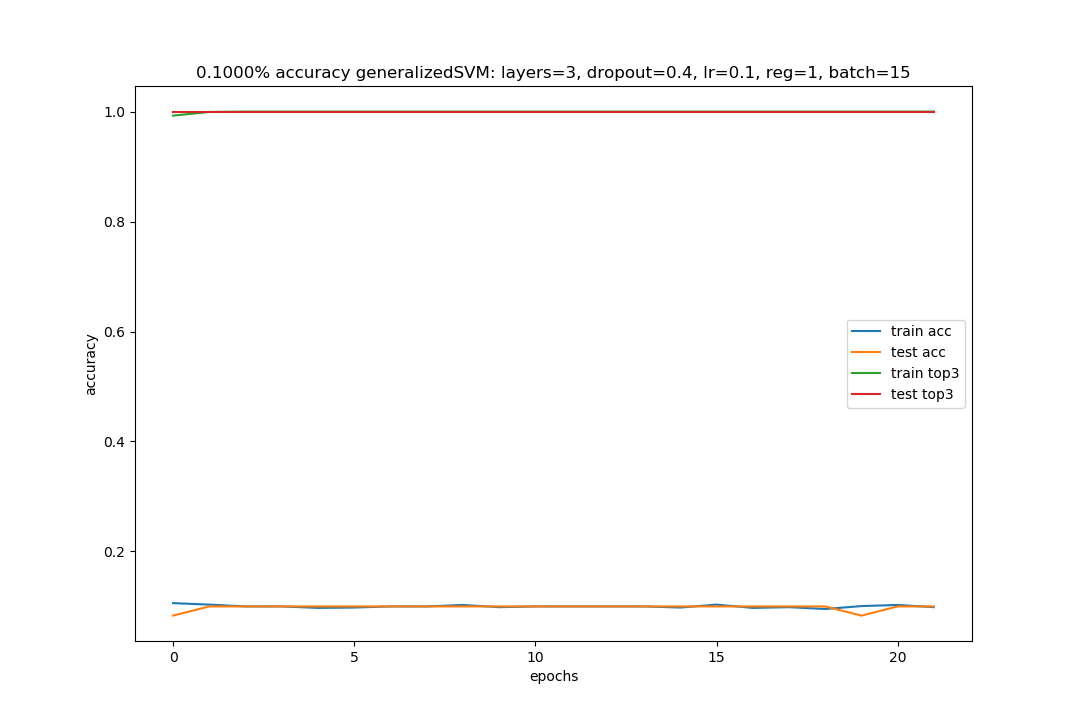 0.1000% accuracy generalizedSVM: layers=3, dropout=0.4, lr=0.1, reg=1, batch=15
1.0
0.8
0.6
0.4
0.2
accuracy
train acc
test acc
train top3
test top3
0 5 10 15 20
epochs